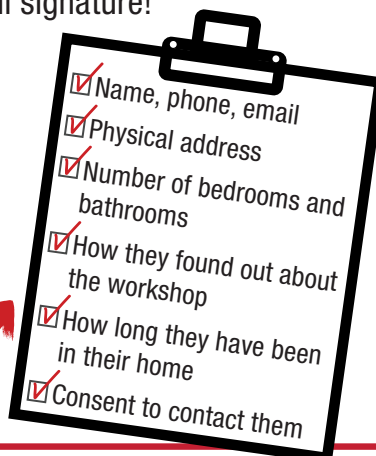 signature!
Name, phone, email
Physical address
Number of bedrooms and
bathrooms
How they found out about
the workshop
How long they have been
in their home
Consent to contact them